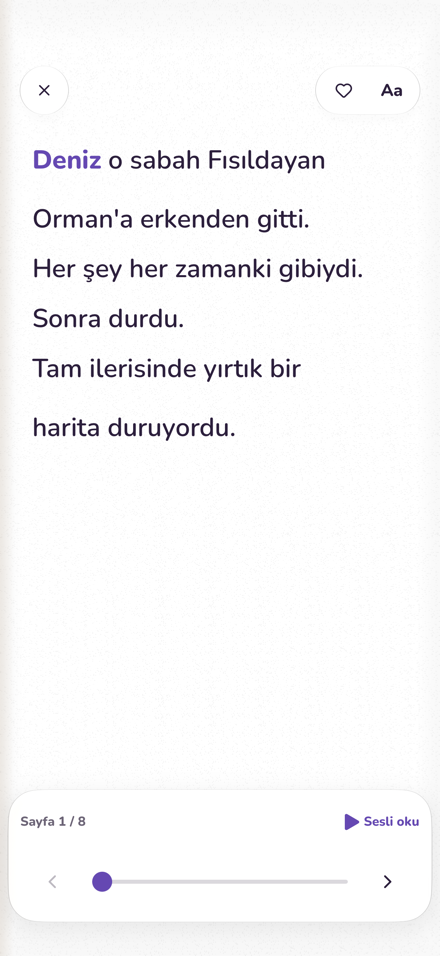 Aa
Deniz o sabah Fısıldayan
Orman'a erkenden gitti.
Her şey her zamanki gibiydi.
Sonra durdu.
Tam ilerisinde yırtık bir
harita duruyordu.
Sayfa 1 / 8
Sesli oku